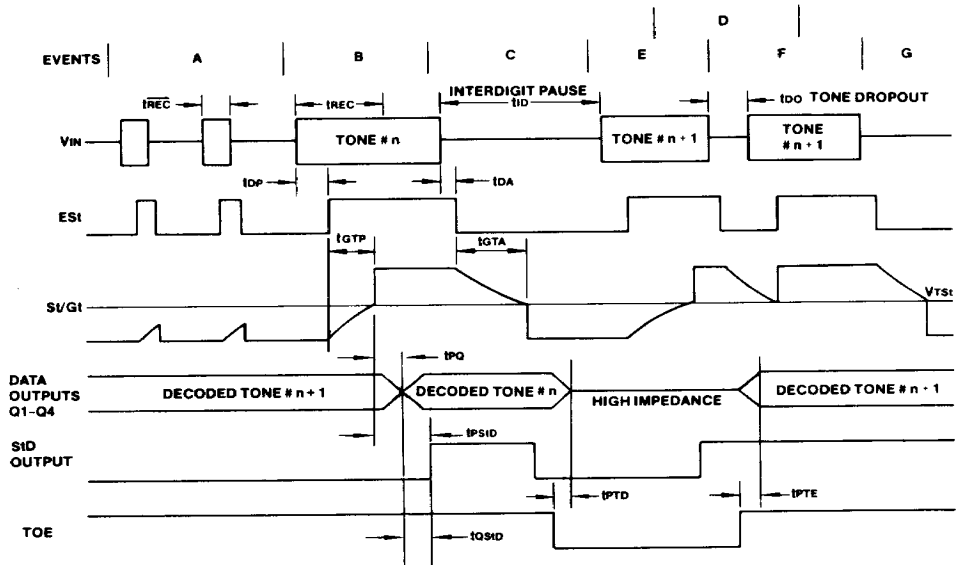 D
EVENTS A B C E F G
INTERDIGIT PAUSE
tREC tREC tID tDO TONE DROPOUT
VIN TONE # n TONE # n + 1 TONE # n + 1
tDP tDA
ESt
tGTP tGTA
St/Gt VTSt
tPQ
DATA OUTPUTS Q1-Q4 DECODED TONE # n + 1 DECODED TONE # n HIGH IMPEDANCE DECODED TONE # n + 1
tPStD
StD OUTPUT
tPTD tPTE
TOE
tQStD